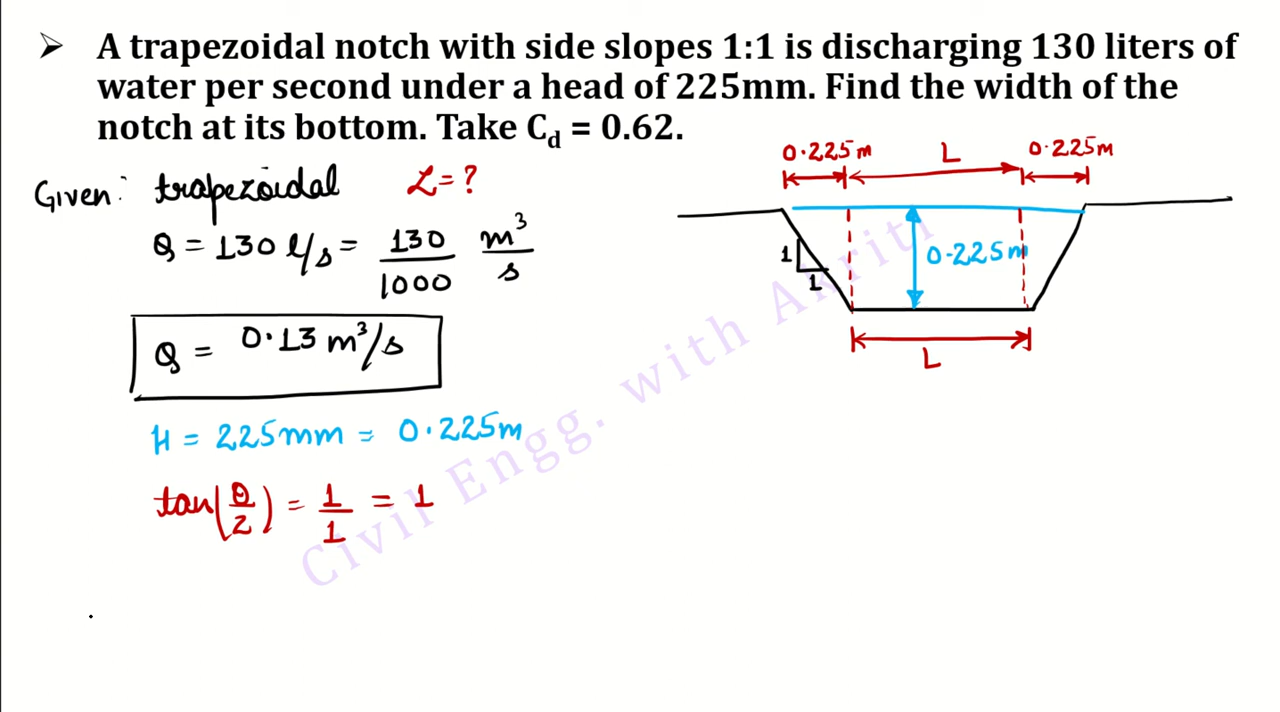 ➤ A trapezoidal notch with side slopes 1:1 is discharging 130 liters of
water per second under a head of 225mm. Find the width of the
notch at its bottom. Take C_d = 0.62.
Given: trapezoidal L = ?
Q = 130 l/s = 130/1000 m³/s
Q = 0.13 m³/s
H = 225mm = 0.225m
tan(θ/2) = 1/1 = 1
0.225m L 0.225m
1
1
0.225m
L
Civil Engg. with Akriti